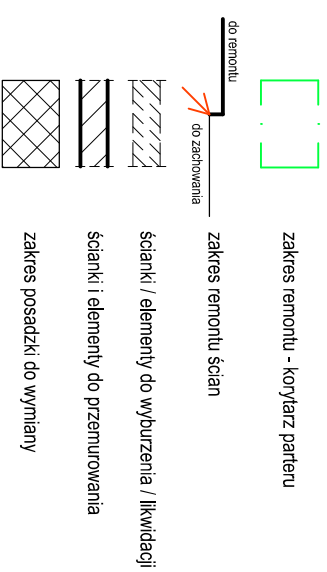 zakres remontu - korytarz parteru
do remontu
do zachowania
zakres remontu ścian
ścianki / elementy do wyburzenia / likwidacji
ścianki i elementy do przemurowania
zakres posadzki do wymiany